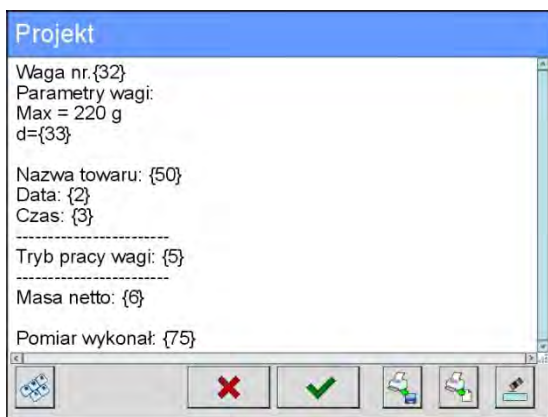 Projekt
Waga nr.{32}
Parametry wagi:
Max = 220 g
d={33}
Nazwa towaru: {50}
Data: {2}
Czas: {3}
-----------------------
Tryb pracy wagi: {5}
-----------------------
Masa netto: {6}
Pomiar wykonał: {75}